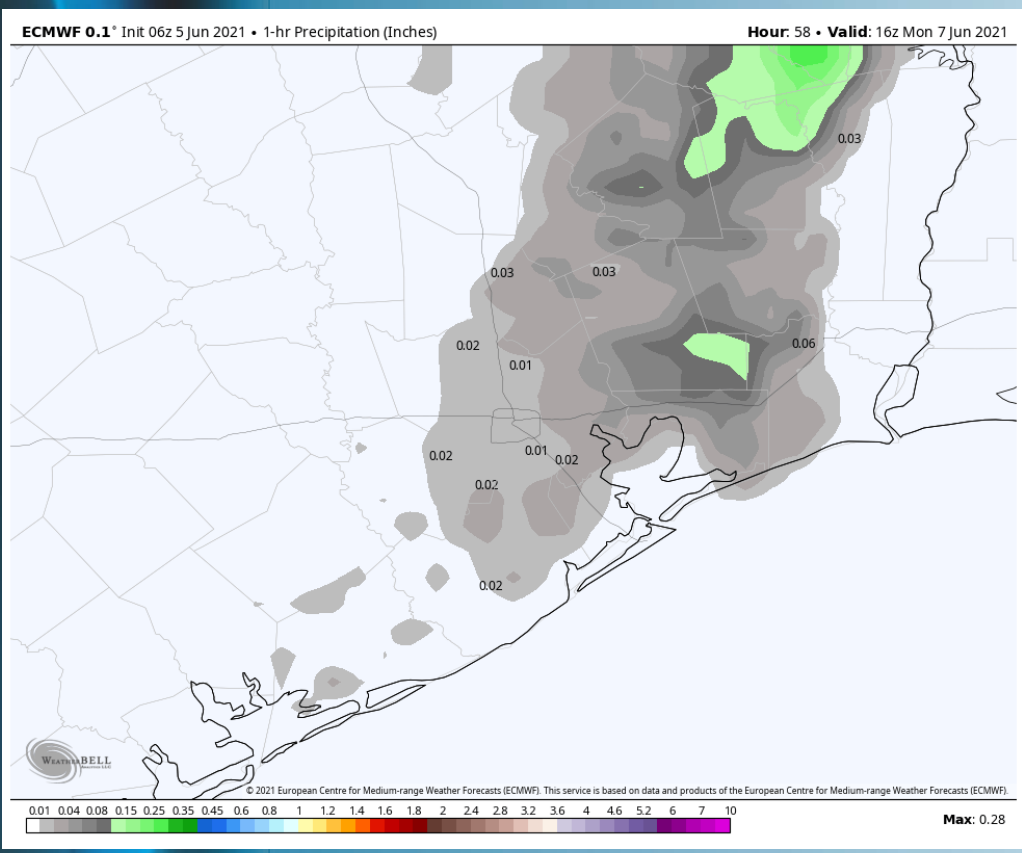 ECMWF 0.1° Init 06z 5 Jun 2021 • 1-hr Precipitation (Inches)
Hour: 58 • Valid: 16z Mon 7 Jun 2021
0.03
0.03
0.03
0.02
0.06
0.01
0.01
0.02
0.02
0.02
0.02
WEATHERBELL
Analytics LLC
© 2021 European Centre for Medium-range Weather Forecasts (ECMWF). This service is based on data and products of the European Centre for Medium-range Weather Forecasts (ECMWF).
0.01 0.04 0.08 0.15 0.25 0.35 0.45 0.6 0.8 1 1.2 1.4 1.6 1.8 2 2.4 2.8 3.2 3.6 4 4.6 5.2 6 7 10
Max: 0.28